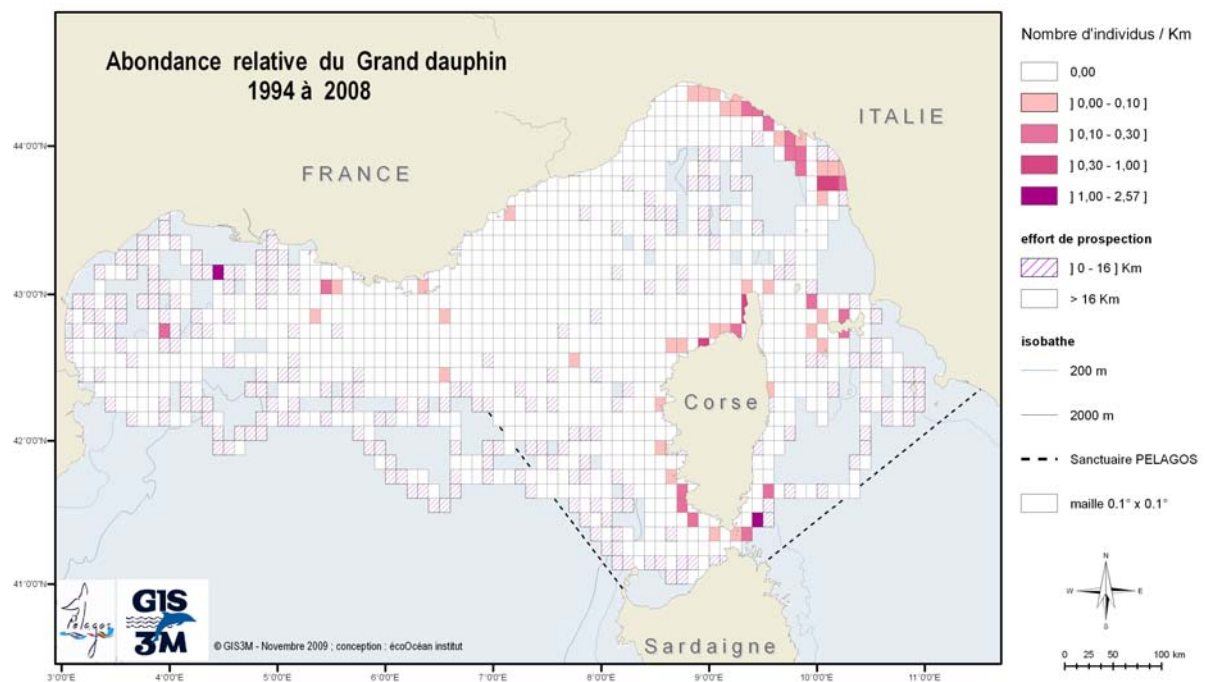 Abondance relative du Grand dauphin
1994 à 2008
FRANCE
ITALIE
Corse
Sardaigne
44°0'0"N
43°0'0"N
42°0'0"N
41°0'0"N
3°0'0"E
4°0'0"E
5°0'0"E
6°0'0"E
7°0'0"E
8°0'0"E
9°0'0"E
10°0'0"E
11°0'0"E
Pelagos
GIS
3M
© GIS3M - Novembre 2009 ; conception : écoOcéan institut
Nombre d'individus / Km
0,00
] 0,00 - 0,10 ]
] 0,10 - 0,30 ]
] 0,30 - 1,00 ]
] 1,00 - 2,57 ]
effort de prospection
] 0 - 16 ] Km
> 16 Km
isobathe
200 m
2000 m
Sanctuaire PELAGOS
maille 0.1° x 0.1°
N
W E
S
0 25 50 100 km